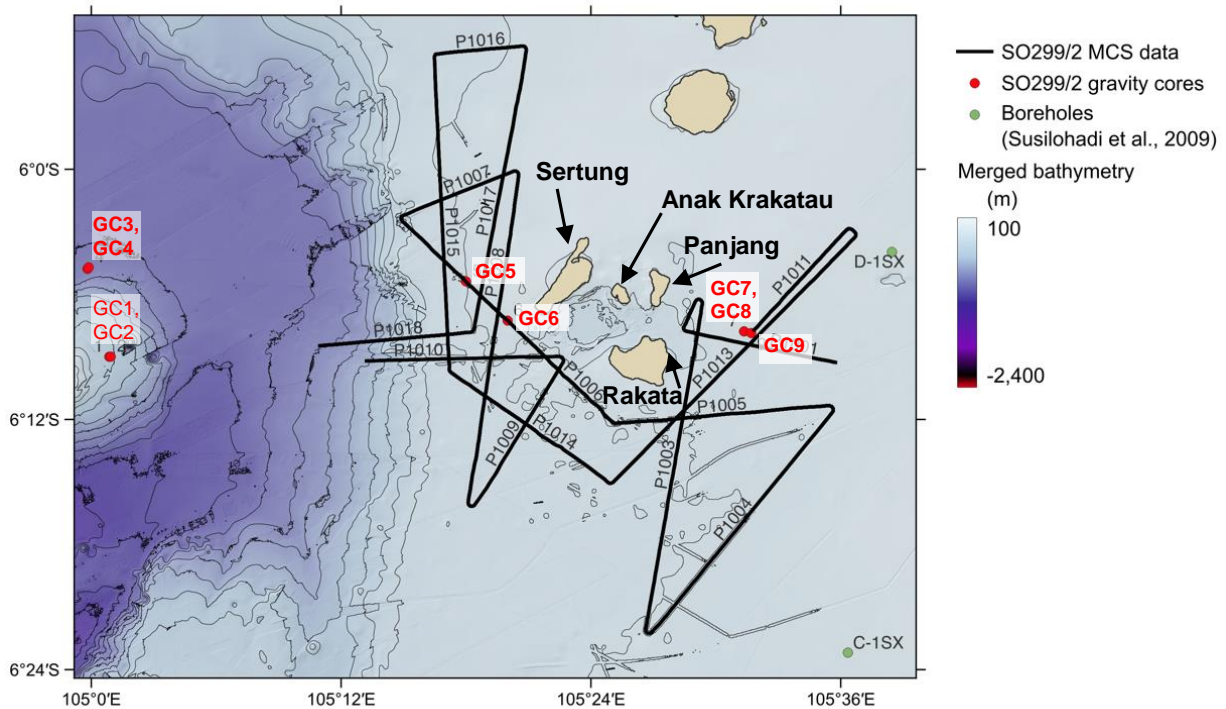 P1016
SO299/2 MCS data
SO299/2 gravity cores
Boreholes
(Susilohadi et al., 2009)
Merged bathymetry
(m)
100
-2,400
6°0'S
6°12'S
6°24'S
105°0'E
105°12'E
105°24'E
105°36'E
Sertung
Anak Krakatau
Panjang
Rakata
GC3,
GC4
GC1,
GC2
GC5
GC6
GC7,
GC8
GC9
P1007
P1017
P1015
P1011
D-1SX
P1018
P1010
P1006
P1013
P1005
P1009
P1014
P1003
P1004
C-1SX